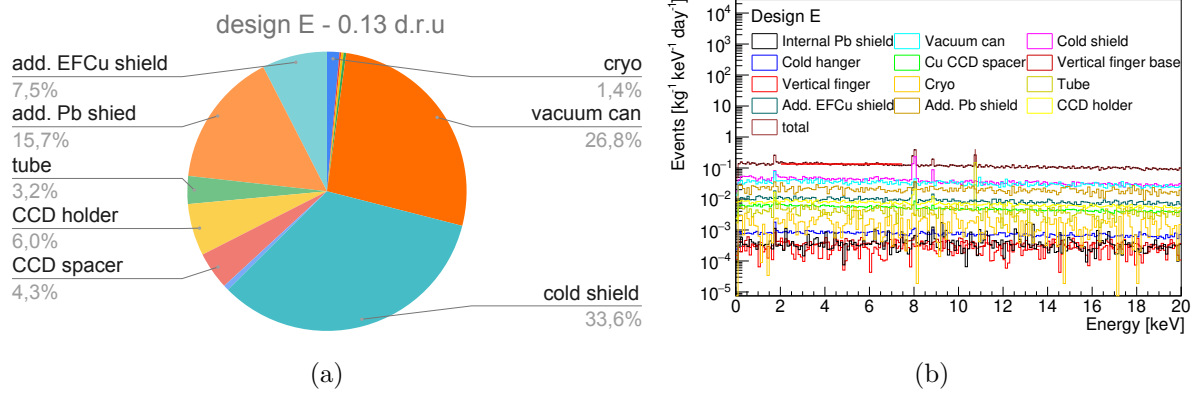 design E - 0.13 d.r.u
add. EFCu shield
7,5%
add. Pb shied
15,7%
tube
3,2%
CCD holder
6,0%
CCD spacer
4,3%
cryo
1,4%
vacuum can
26,8%
cold shield
33,6%
(a)
Events [kg⁻¹ keV⁻¹ day⁻¹]
10⁴
10³
10²
10
1
10⁻¹
10⁻²
10⁻³
10⁻⁴
10⁻⁵
Design E
Internal Pb shield Vacuum can Cold shield
Cold hanger Cu CCD spacer Vertical finger base
Vertical finger Cryo Tube
Add. EFCu shield Add. Pb shield CCD holder
total
0 2 4 6 8 10 12 14 16 18 20
Energy [keV]
(b)